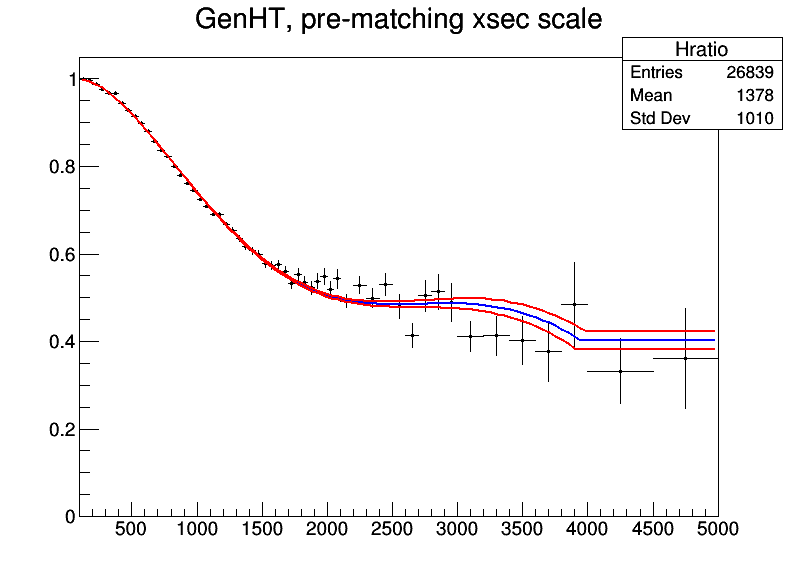 GenHT, pre-matching xsec scale
Hratio
Entries 26839
Mean 1378
Std Dev 1010
1
0.8
0.6
0.4
0.2
0
500 1000 1500 2000 2500 3000 3500 4000 4500 5000